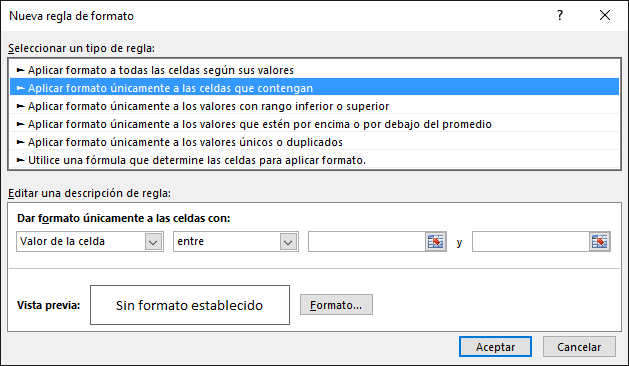 Nueva regla de formato ?
Seleccionar un tipo de regla:
► Aplicar formato a todas las celdas según sus valores
► Aplicar formato únicamente a las celdas que contengan
► Aplicar formato únicamente a los valores con rango inferior o superior
► Aplicar formato únicamente a los valores que estén por encima o por debajo del promedio
► Aplicar formato únicamente a los valores únicos o duplicados
► Utilice una fórmula que determine las celdas para aplicar formato.
Editar una descripción de regla:
Dar formato únicamente a las celdas con:
Valor de la celda entre y
Vista previa: Sin formato establecido Formato...
Aceptar Cancelar